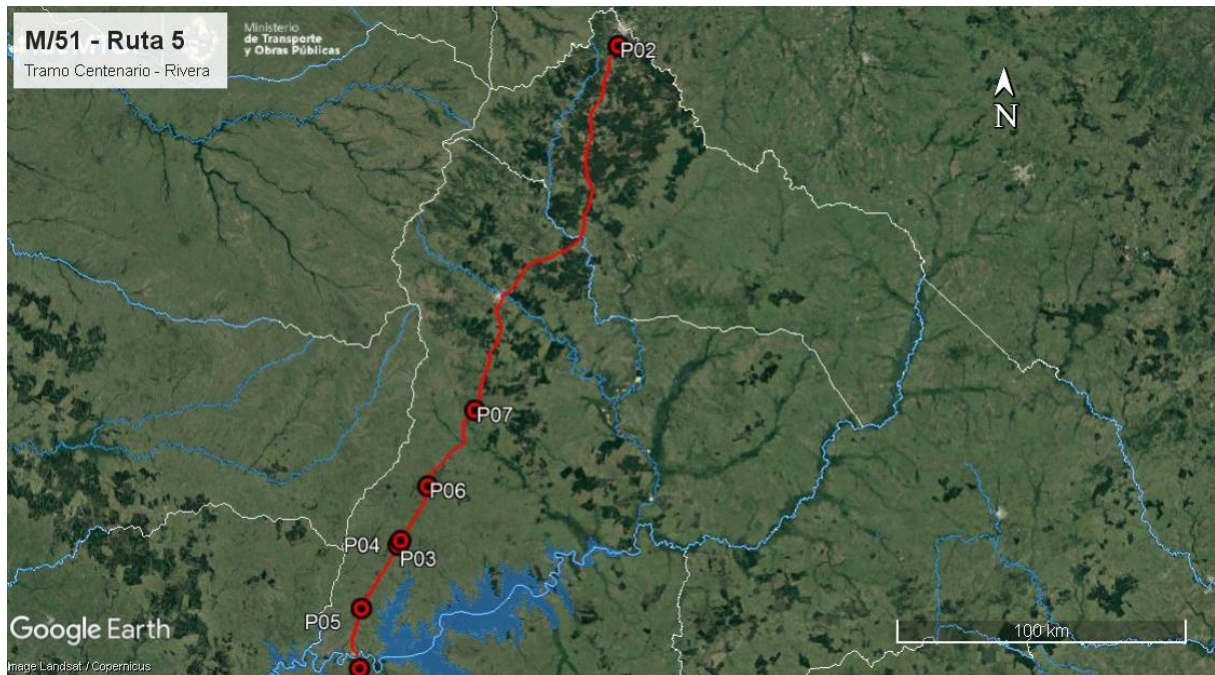 M/51 - Ruta 5
Tramo Centenario - Rivera
Ministerio
de Transporte
y Obras Públicas
P02
N
P07
P06
P04
P03
P05
100 km
Google Earth
Image Landsat / Copernicus